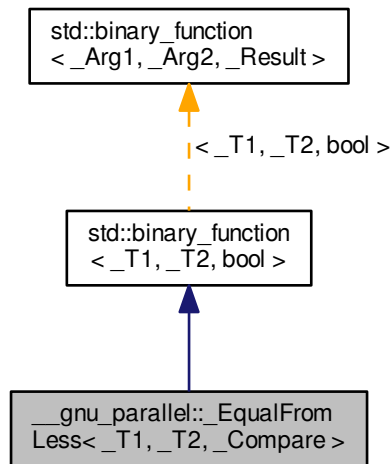 std::binary_function
< _Arg1, _Arg2, _Result >
< _T1, _T2, bool >
std::binary_function
< _T1, _T2, bool >
__gnu_parallel::_EqualFrom
Less< _T1, _T2, _Compare >